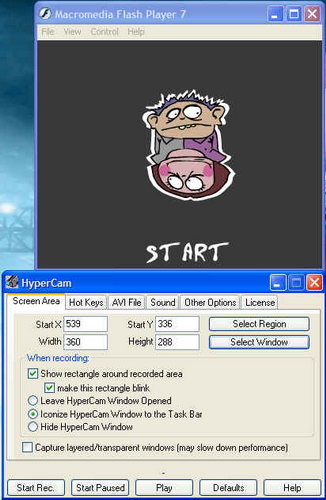 Macromedia Flash Player 7
File View Control Help
START
HyperCam
Screen Area Hot Keys AVI File Sound Other Options License
Start X 539 Start Y 336 Select Region
Width 360 Height 288 Select Window
When recording:
Show rectangle around recorded area
make this rectangle blink
Leave HyperCam Window Opened
Iconize HyperCam Window to the Task Bar
Hide HyperCam Window
Capture layered/transparent windows (may slow down performance)
-
Start Rec. Start Paused Play Defaults Help